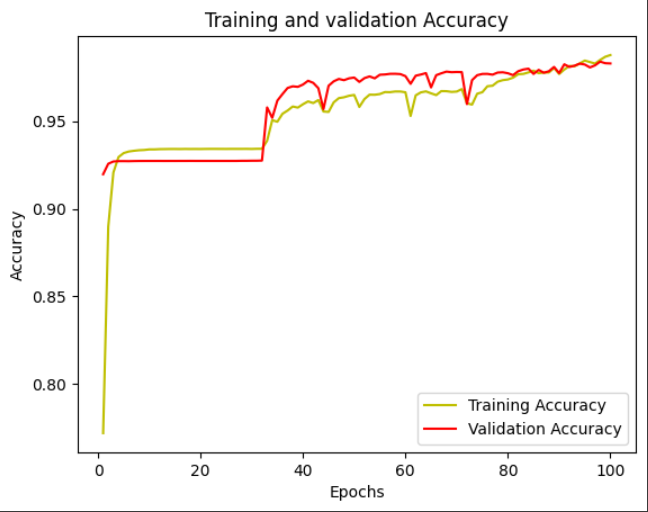 Training and validation Accuracy
Accuracy
0.95
0.90
0.85
0.80
Training Accuracy
Validation Accuracy
0
20
40
60
80
100
Epochs